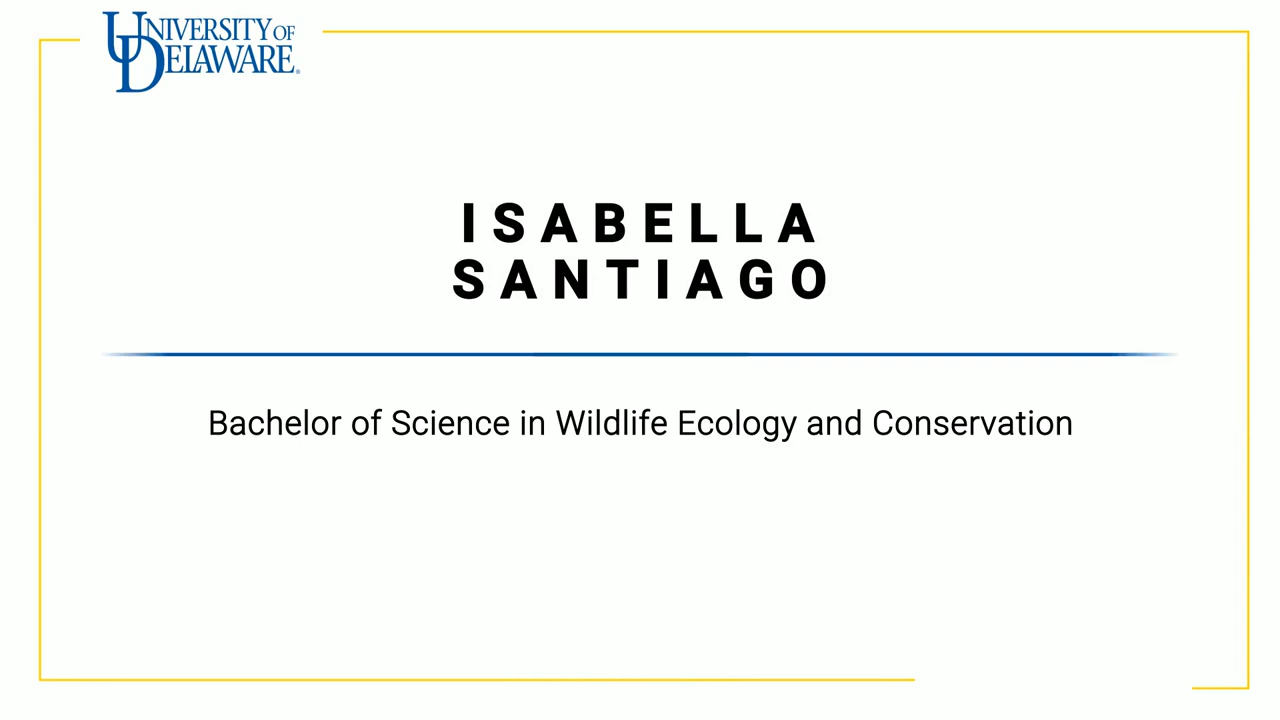 UNIVERSITY OF
DELAWARE®
ISABELLA
SANTIAGO
Bachelor of Science in Wildlife Ecology and Conservation